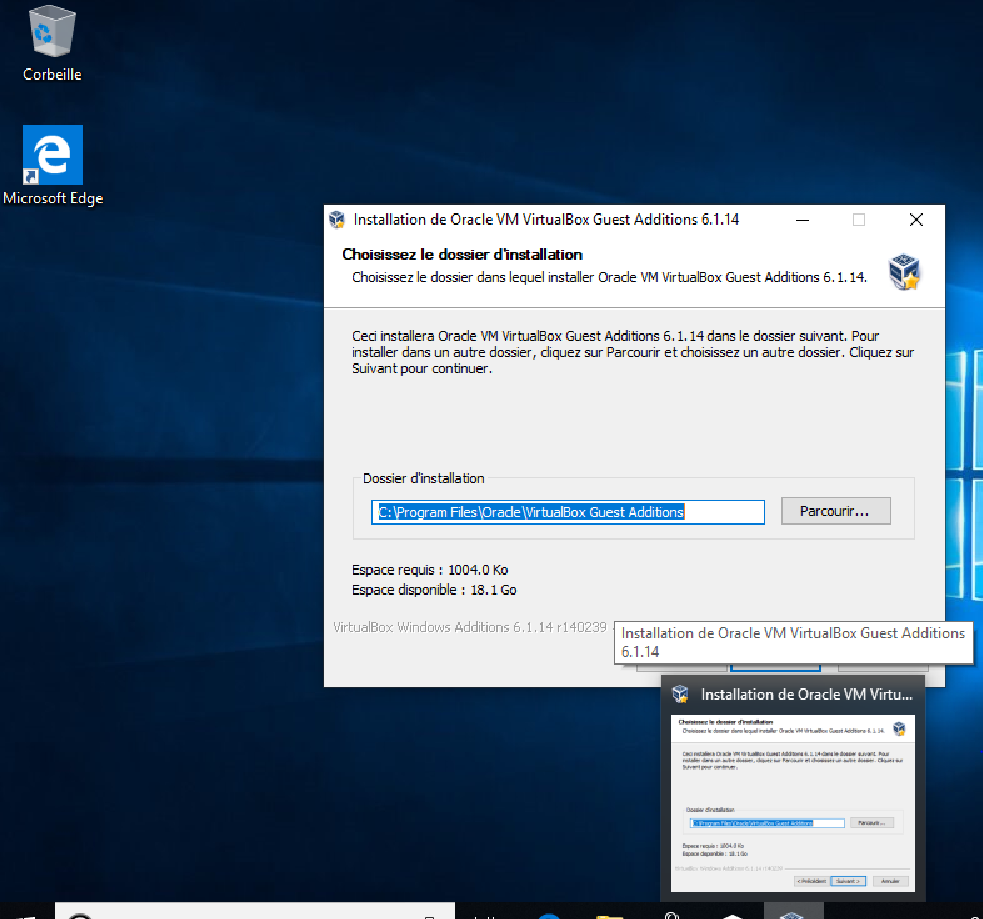 Corbeille
Microsoft Edge
Installation de Oracle VM VirtualBox Guest Additions 6.1.14
Choisissez le dossier d'installation
Choisissez le dossier dans lequel installer Oracle VM VirtualBox Guest Additions 6.1.14.
Ceci installera Oracle VM VirtualBox Guest Additions 6.1.14 dans le dossier suivant. Pour
installer dans un autre dossier, cliquez sur Parcourir et choisissez un autre dossier. Cliquez sur
Suivant pour continuer.
Dossier d'installation
C:\Program Files\Oracle\VirtualBox Guest Additions
Parcourir...
Espace requis : 1004.0 Ko
Espace disponible : 18.1 Go
VirtualBox Windows Additions 6.1.14 r140239
Installation de Oracle VM VirtualBox Guest Additions
6.1.14
Installation de Oracle VM Virtu...
Choisissez le dossier d'installation
Choisissez le dossier dans lequel installer Oracle VM VirtualBox Guest Additions 6.1.14.
Ceci installera Oracle VM VirtualBox Guest Additions 6.1.14 dans le dossier suivant. Pour
installer dans un autre dossier, cliquez sur Parcourir et choisissez un autre dossier. Cliquez sur
Suivant pour continuer.
Dossier d'installation
C:\Program Files\Oracle\VirtualBox Guest Additions
Parcourir...
Espace requis : 1004.0 Ko
Espace disponible : 18.1 Go
VirtualBox Windows Additions 6.1.14 r140239
< Précédent
Suivant >
Annuler